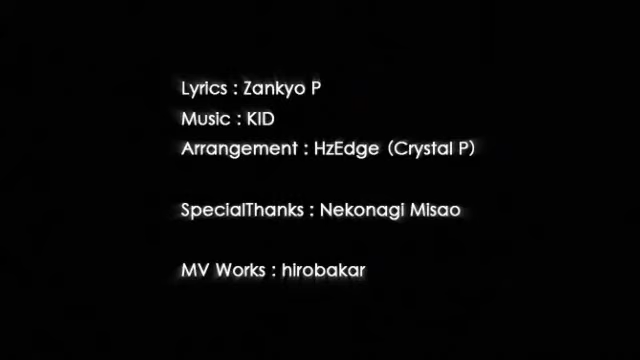 Lyrics : Zankyo P
Music : KID
Arrangement : HzEdge (Crystal P)
SpecialThanks : Nekonagi Misao
MV Works : hirobakar